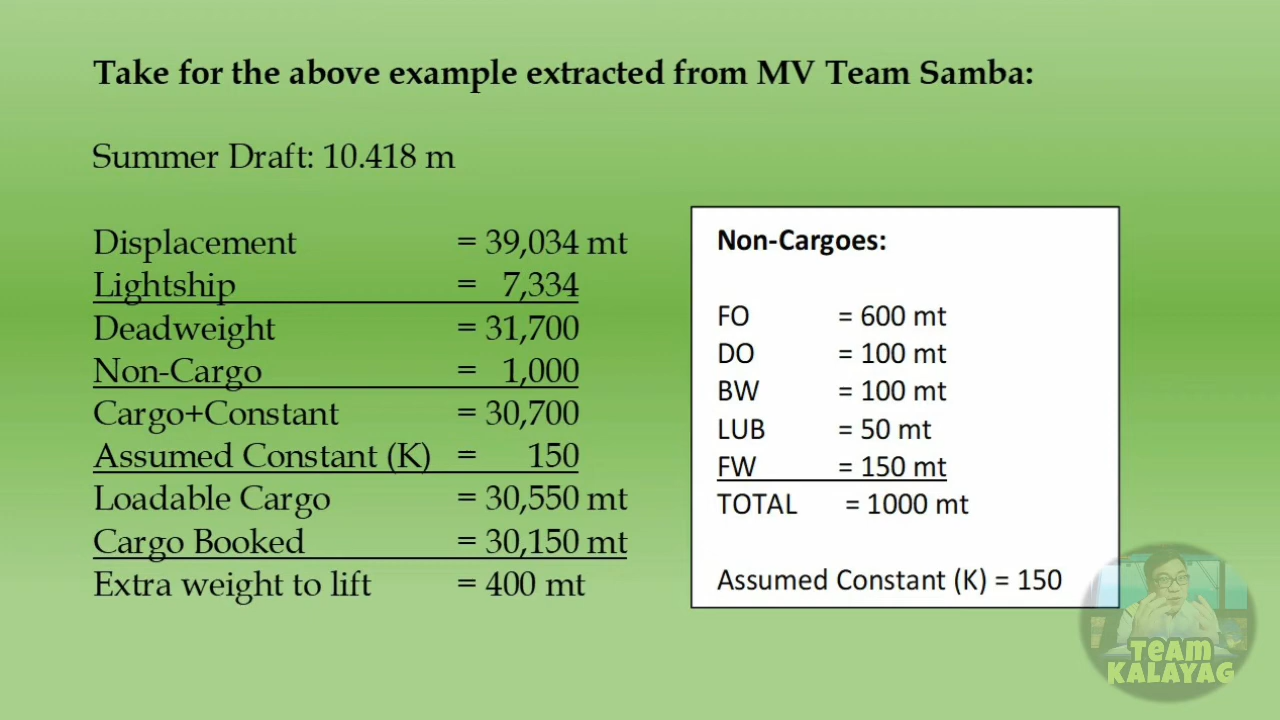 Take for the above example extracted from MV Team Samba:
Summer Draft: 10.418 m
Displacement = 39,034 mt
Lightship = 7,334
Deadweight = 31,700
Non-Cargo = 1,000
Cargo+Constant = 30,700
Assumed Constant (K) = 150
Loadable Cargo = 30,550 mt
Cargo Booked = 30,150 mt
Extra weight to lift = 400 mt
Non-Cargoes:
FO = 600 mt
DO = 100 mt
BW = 100 mt
LUB = 50 mt
FW = 150 mt
TOTAL = 1000 mt
Assumed Constant (K) = 150
TeAm
KALAYAG